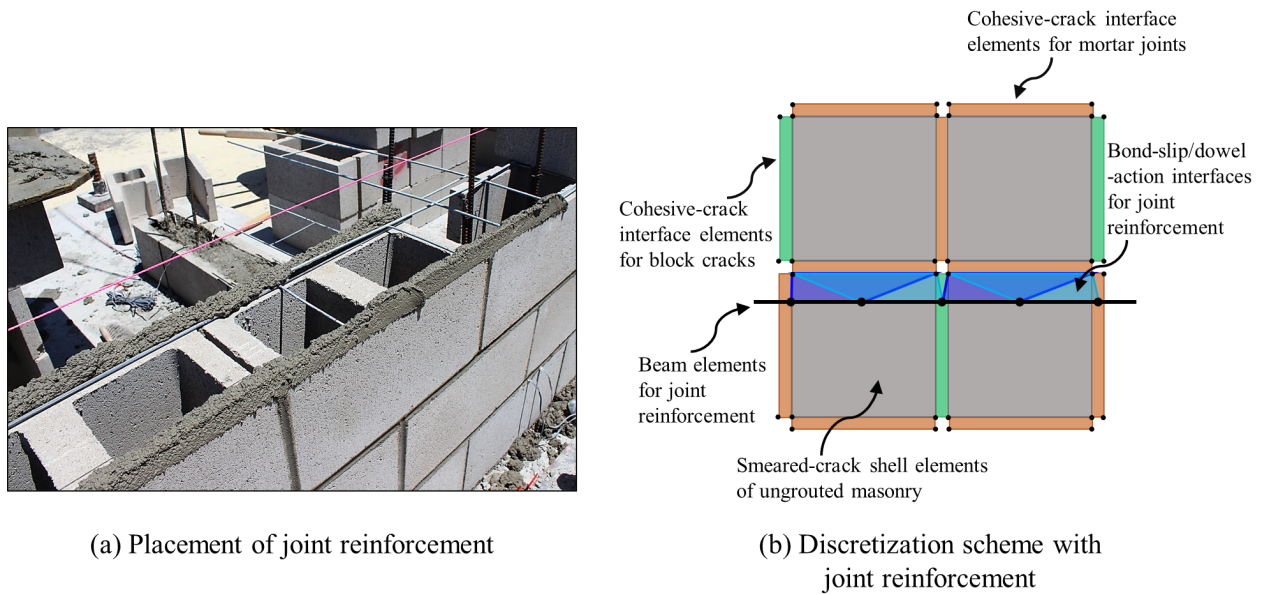 Cohesive-crack interface
elements for mortar joints
Bond-slip/dowel
-action interfaces
for joint
reinforcement
Cohesive-crack
interface elements
for block cracks
Beam elements
for joint
reinforcement
Smeared-crack shell elements
of ungrouted masonry
(a) Placement of joint reinforcement
(b) Discretization scheme with
joint reinforcement